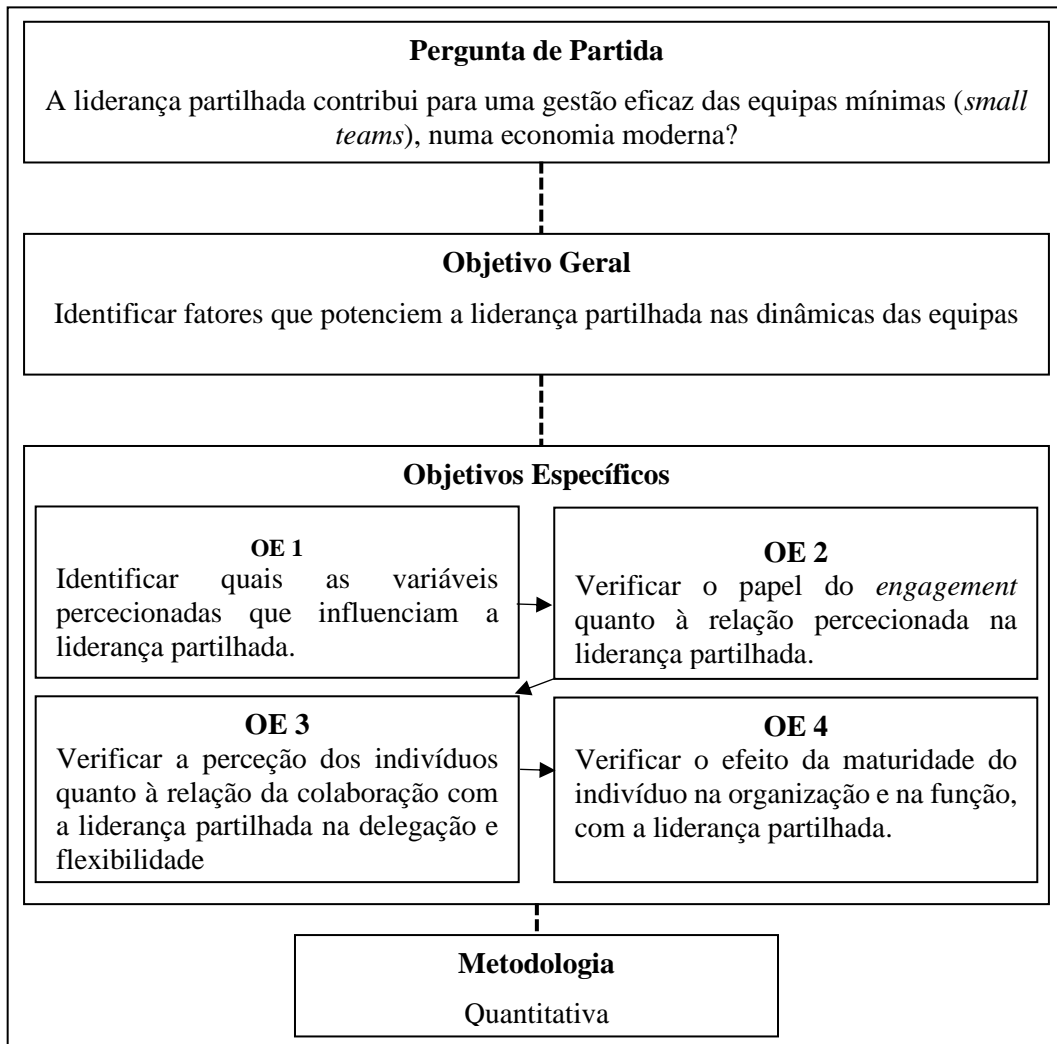 Pergunta de Partida
A liderança partilhada contribui para uma gestão eficaz das equipas mínimas (small
teams), numa economia moderna?
Objetivo Geral
Identificar fatores que potenciem a liderança partilhada nas dinâmicas das equipas
Objetivos Específicos
OE 1
Identificar quais as variáveis
percecionadas que influenciam a
liderança partilhada.
OE 2
Verificar o papel do engagement
quanto à relação percecionada na
liderança partilhada.
OE 3
Verificar a perceção dos indivíduos
quanto à relação da colaboração com
a liderança partilhada na delegação e
flexibilidade
OE 4
Verificar o efeito da maturidade do
indivíduo na organização e na função,
com a liderança partilhada.
Metodologia
Quantitativa